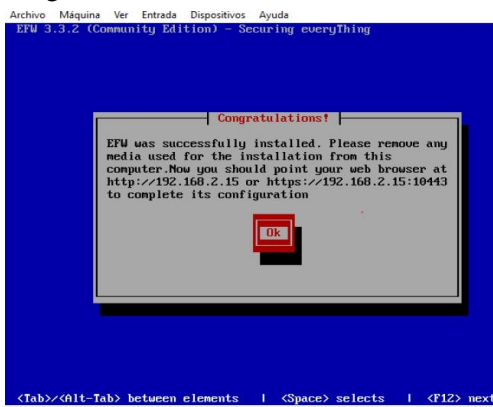 Archivo Máquina Ver Entrada Dispositivos Ayuda
EFW 3.3.2 (Community Edition) - Securing everyThing
Congratulations!
EFW was successfully installed. Please remove any
media used for the installation from this
computer.Now you should point your web browser at
http://192.168.2.15 or https://192.168.2.15:10443
to complete its configuration
Ok
<Tab>/<Alt-Tab> between elements | <Space> selects | <F12> next